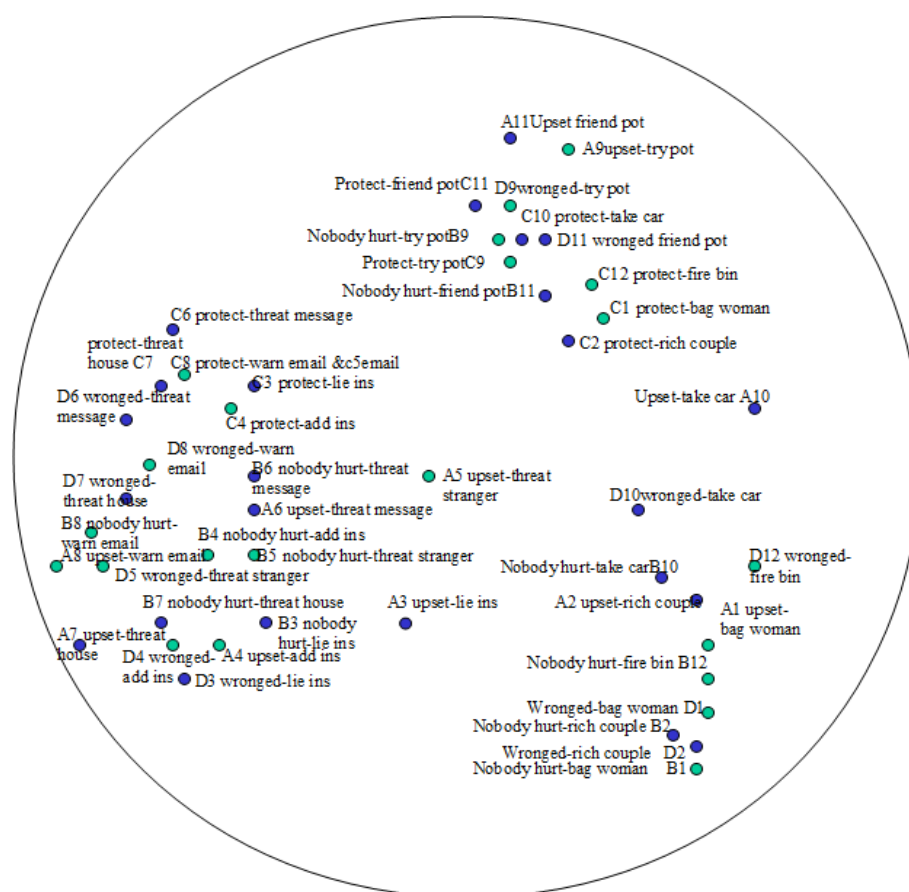 A11Upset friend pot
A9upset-try pot
Protect-friend potC11
D9wronged-try pot
C10 protect-take car
Nobody hurt-try potB9
D11 wronged friend pot
Protect-try potC9
C12 protect-fire bin
Nobody hurt-friend potB11
C1 protect-bag woman
C6 protect-threat message
C2 protect-rich couple
protect-threat
house C7
C8 protect-warn email &c5email
C3 protect-lie ins
D6 wronged-threat
message
Upset-take car A10
C4 protect-add ins
D8 wronged-warn
email
B6 nobody hurt-threat
message
A5 upset-threat
stranger
D7 wronged-
threat house
D10wronged-take car
A6 upset-threat message
B8 nobody hurt-
warn email
B4 nobody hurt-add ins
A8 upset-warn email
B5 nobody hurt-threat stranger
D12 wronged-
fire bin
D5 wronged-threat stranger
Nobody hurt-take carB10
B7 nobody hurt-threat house
A3 upset-lie ins
A2 upset-rich couple
A1 upset-
bag woman
B3 nobody
hurt-lie ins
A7 upset-threat
house
D4 wronged-
add ins
A4 upset-add ins
Nobody hurt-fire bin B12
D3 wronged-lie ins
Wronged-bag woman D1
Nobody hurt-rich couple B2
Wronged-rich couple D2
Nobody hurt-bag woman B1